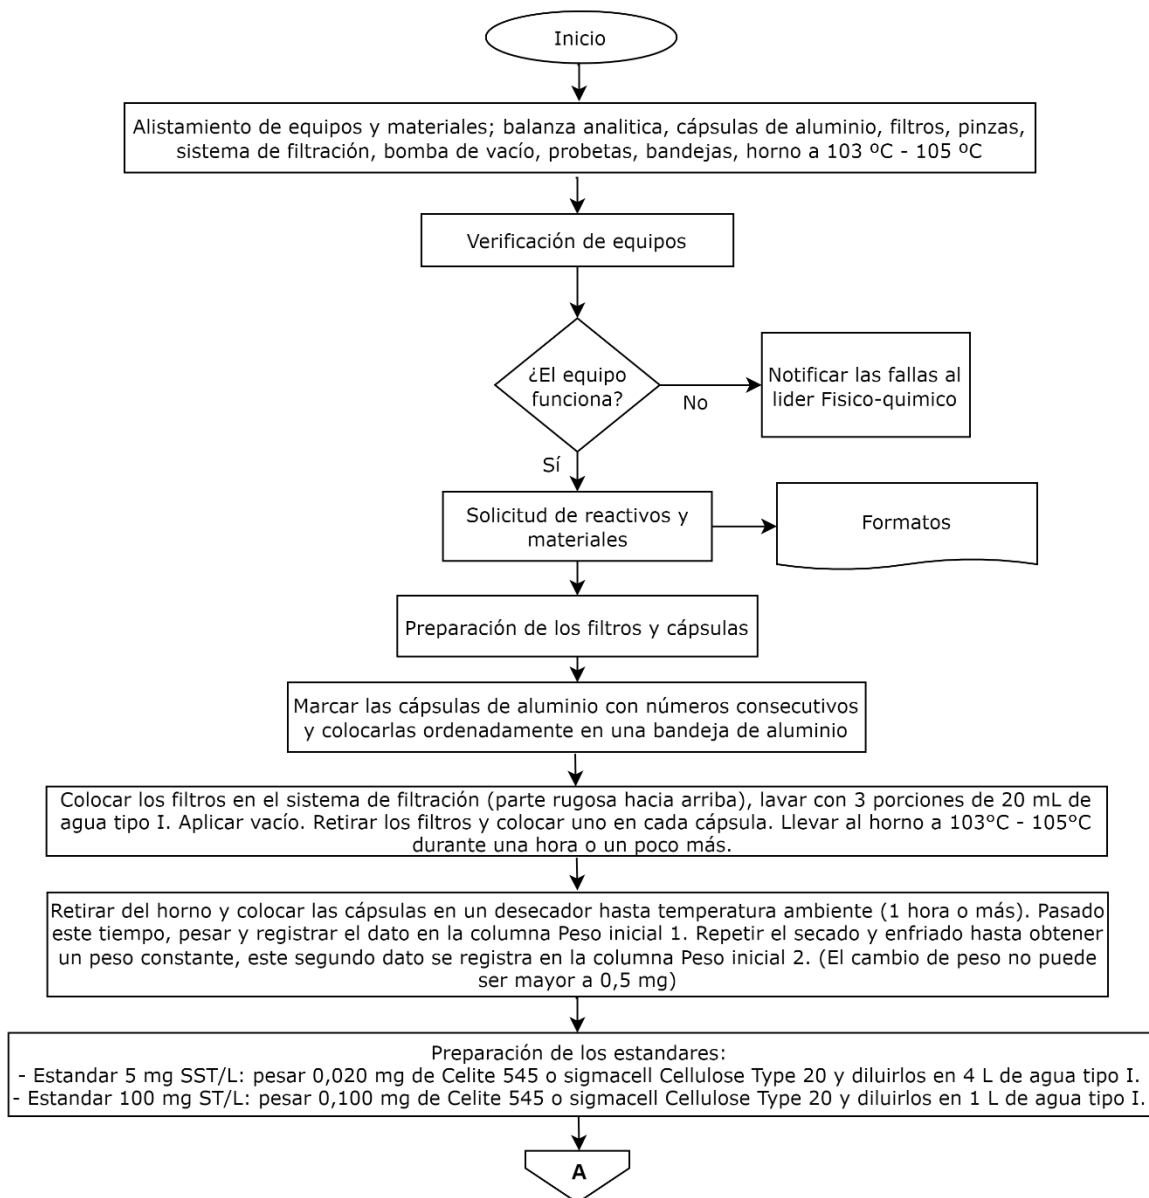 Inicio
Alistamiento de equipos y materiales; balanza analitica, cápsulas de aluminio, filtros, pinzas,
sistema de filtración, bomba de vacío, probetas, bandejas, horno a 103 ºC - 105 ºC
Verificación de equipos
¿El equipo
funciona?
No
Notificar las fallas al
lider Fisico-quimico
Sí
Solicitud de reactivos y
materiales
Formatos
Preparación de los filtros y cápsulas
Marcar las cápsulas de aluminio con números consecutivos
y colocarlas ordenadamente en una bandeja de aluminio
Colocar los filtros en el sistema de filtración (parte rugosa hacia arriba), lavar con 3 porciones de 20 mL de
agua tipo I. Aplicar vacío. Retirar los filtros y colocar uno en cada cápsula. Llevar al horno a 103°C - 105°C
durante una hora o un poco más.
Retirar del horno y colocar las cápsulas en un desecador hasta temperatura ambiente (1 hora o más). Pasado
este tiempo, pesar y registrar el dato en la columna Peso inicial 1. Repetir el secado y enfriado hasta obtener
un peso constante, este segundo dato se registra en la columna Peso inicial 2. (El cambio de peso no puede
ser mayor a 0,5 mg)
Preparación de los estandares:
- Estandar 5 mg SST/L: pesar 0,020 mg de Celite 545 o sigmacell Cellulose Type 20 y diluirlos en 4 L de agua tipo I.
- Estandar 100 mg ST/L: pesar 0,100 mg de Celite 545 o sigmacell Cellulose Type 20 y diluirlos en 1 L de agua tipo I.
A